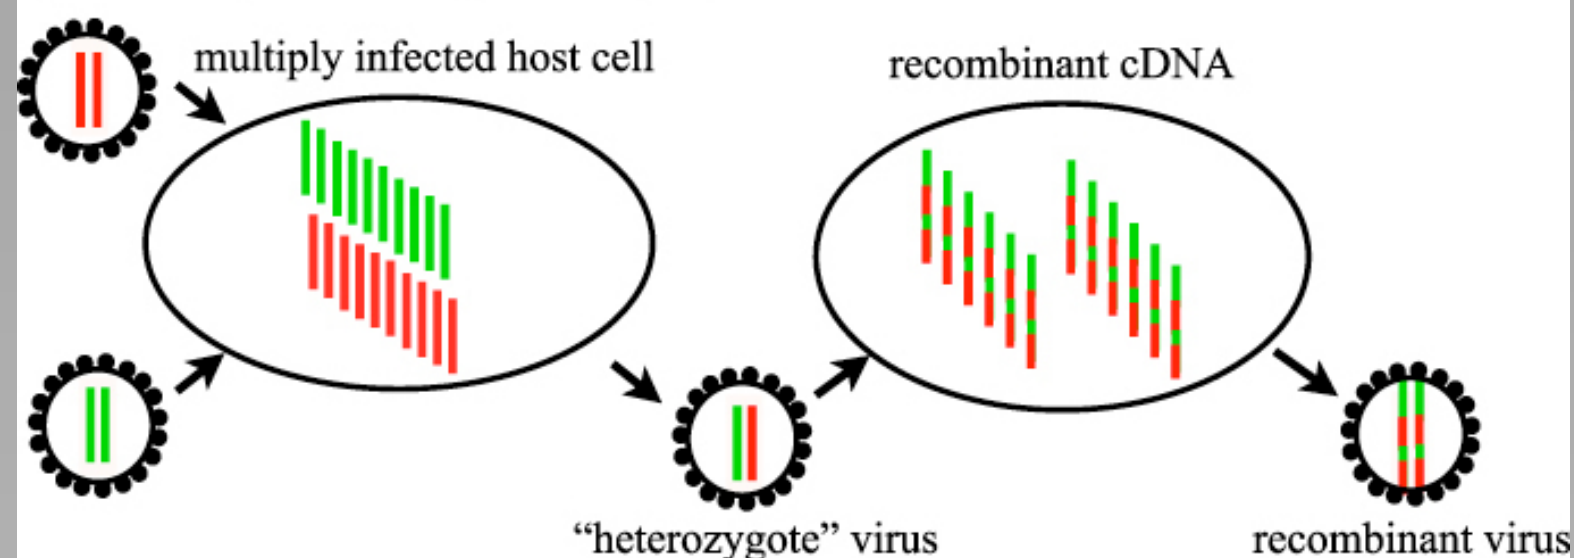 multiply infected host cell
recombinant cDNA
“heterozygote” virus
recombinant virus